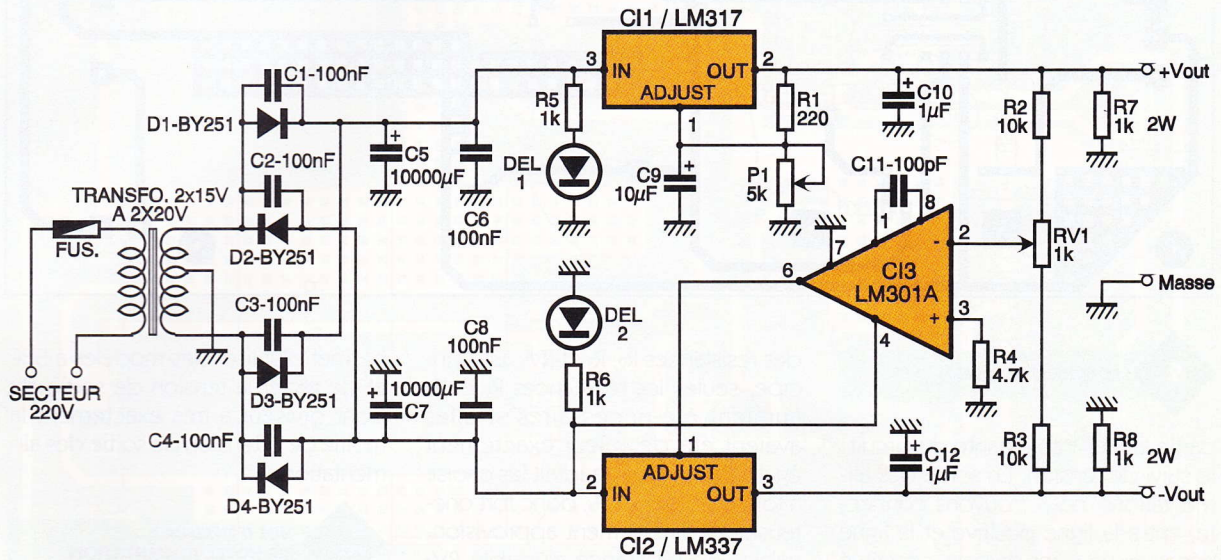 CI1 / LM317
3
IN
OUT
2
ADJUST
1
C1-100nF
D1-BY251
C2-100nF
D2-BY251
TRANSFO. 2x15V
A 2X20V
FUS.
SECTEUR
220V
C3-100nF
D3-BY251
C4-100nF
D4-BY251
+
C5
10000µF
C6
100nF
R5
1k
DEL
1
+
C9
10µF
R1
220
P1
5k
+
C10
1µF
R2
10k
R7
1k
2W
+Vout
C11-100pF
1
8
7
6
-
2
CI3
LM301A
+
3
4
RV1
1k
Masse
R4
4.7k
DEL
2
R6
1k
C8
100nF
+
10000µF
C7
+
C12
1µF
R3
10k
R8
1k
2W
-Vout
1
ADJUST
2
IN
OUT
3
CI2 / LM337